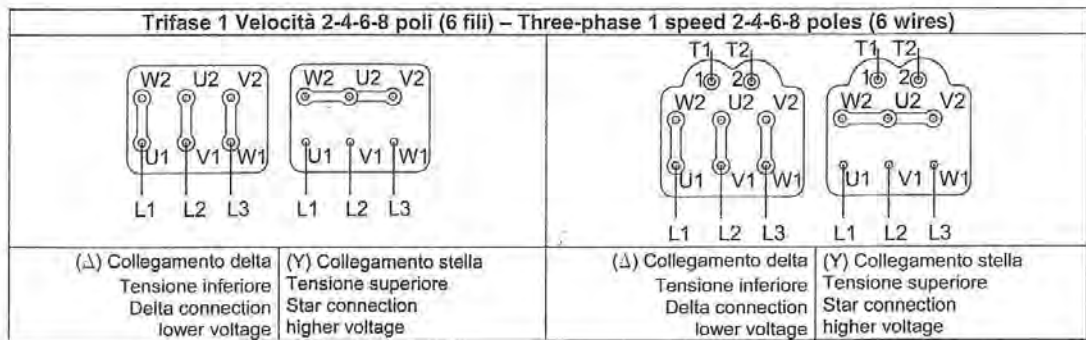 Trifase 1 Velocità 2-4-6-8 poli (6 fili) – Three-phase 1 speed 2-4-6-8 poles (6 wires)
W2 U2 V2
U1 V1 W1
L1 L2 L3
W2 U2 V2
U1 V1 W1
L1 L2 L3
T1 T2
1 2
W2 U2 V2
U1 V1 W1
L1 L2 L3
T1 T2
1 2
W2 U2 V2
U1 V1 W1
L1 L2 L3
(Δ) Collegamento delta
Tensione inferiore
Delta connection
lower voltage
(Y) Collegamento stella
Tensione superiore
Star connection
higher voltage
(Δ) Collegamento delta
Tensione inferiore
Delta connection
lower voltage
(Y) Collegamento stella
Tensione superiore
Star connection
higher voltage